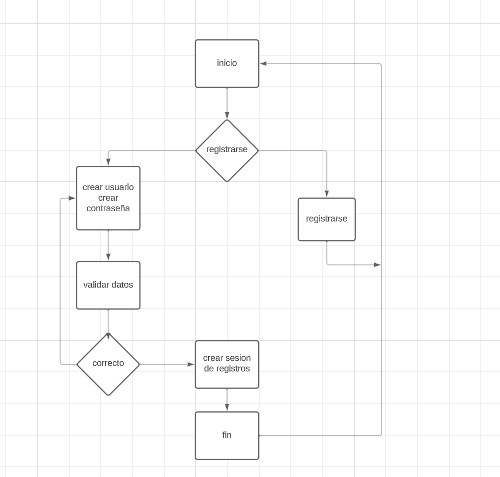 inicio
registrarse
crear usuario
crear
contraseña
registrarse
validar datos
correcto
crear sesion
de registros
fin